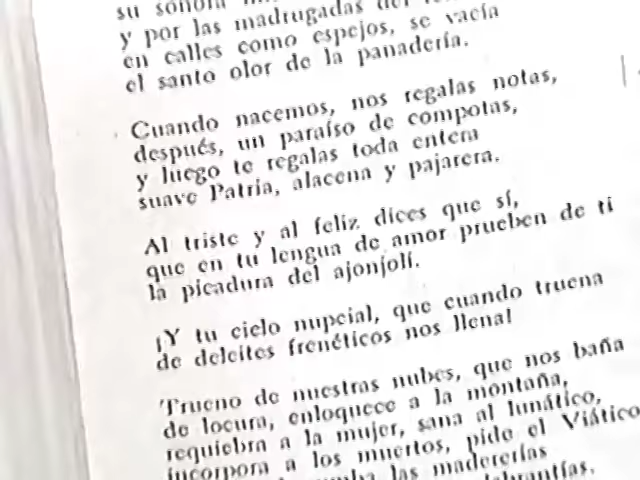 su sonora
y por las madrugadas del
en calles como espejos, se vacía
el santo olor de la panadería.
Cuando nacemos, nos regalas notas,
después, un paraíso de compotas,
y luego te regalas toda entera
suave Patria, alacena y pajarera.
Al triste y al feliz dices que sí,
que en tu lengua de amor prueben de ti
la picadura del ajonjolí.
¡Y tu cielo nupcial, que cuando truena
de deleites frenéticos nos llena!
Trueno de nuestras nubes, que nos baña
de locura, enloquece a la montaña,
requiebra a la mujer, sana al lunático,
incorpora a los muertos, pide el Viático
las madererías